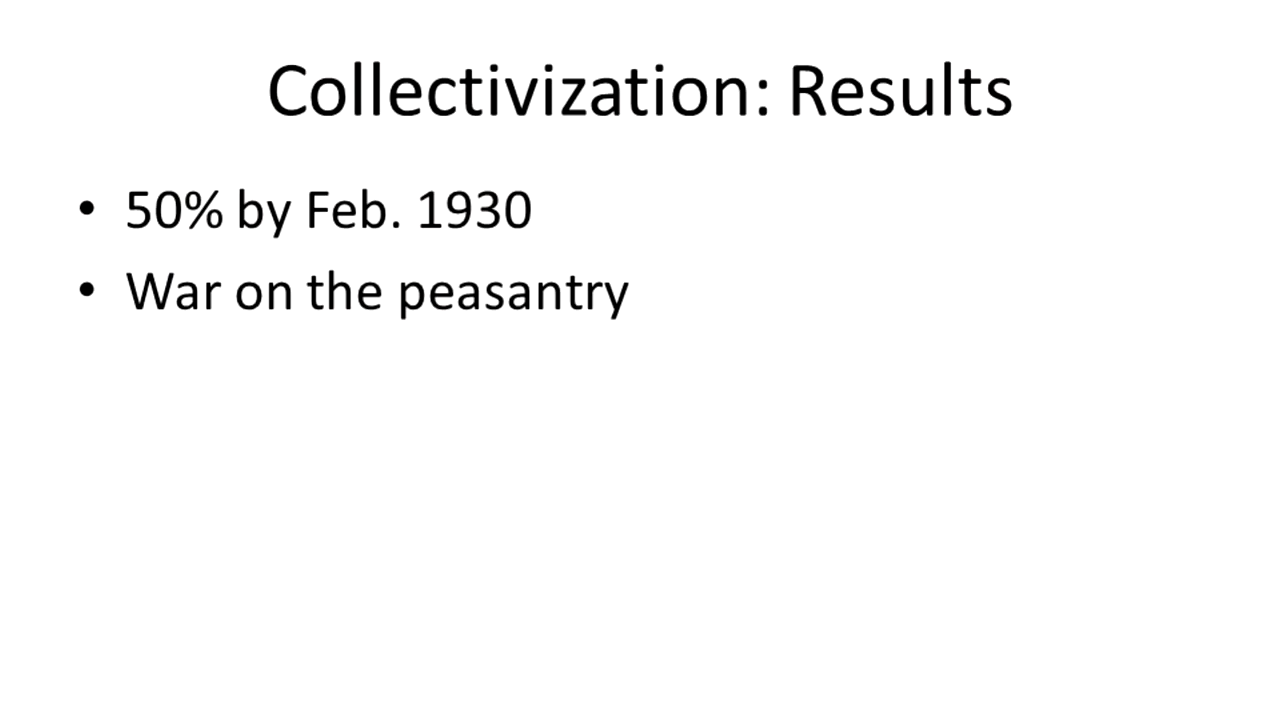 Collectivization: Results
• 50% by Feb. 1930
• War on the peasantry